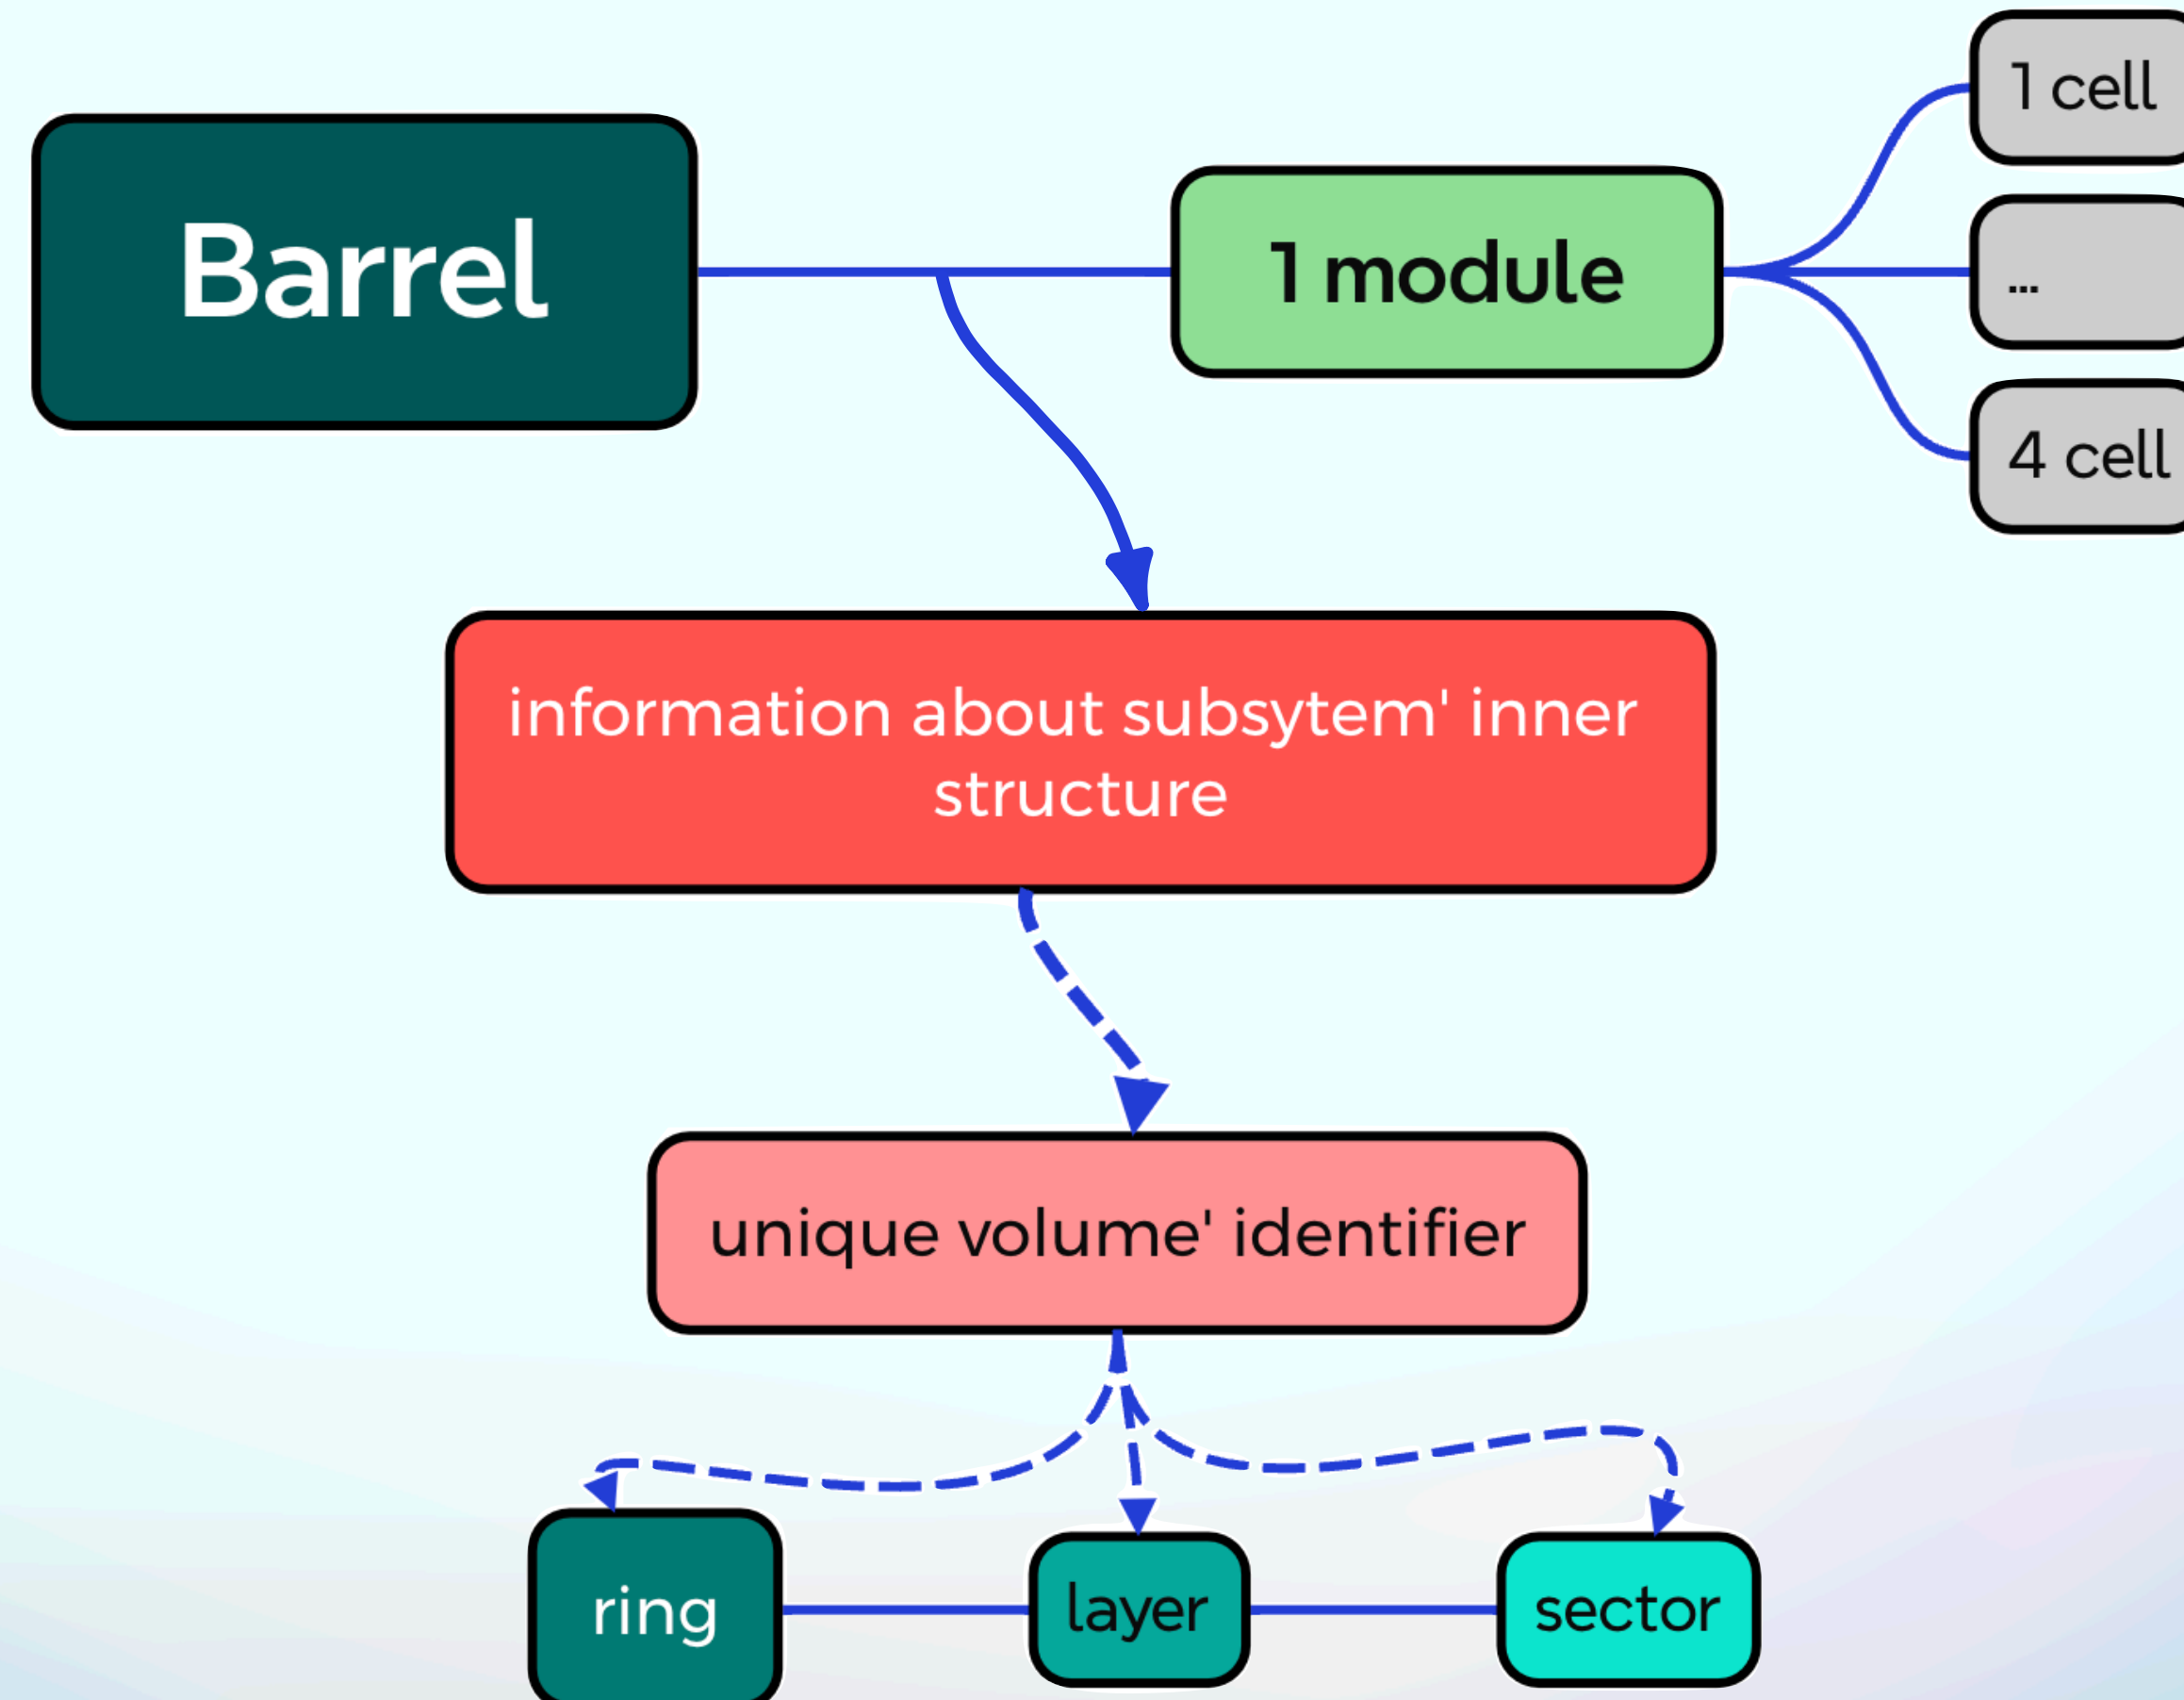 Barrel
1 module
1 cell
...
4 cell
information about subsytem' inner
structure
unique volume' identifier
ring
layer
sector